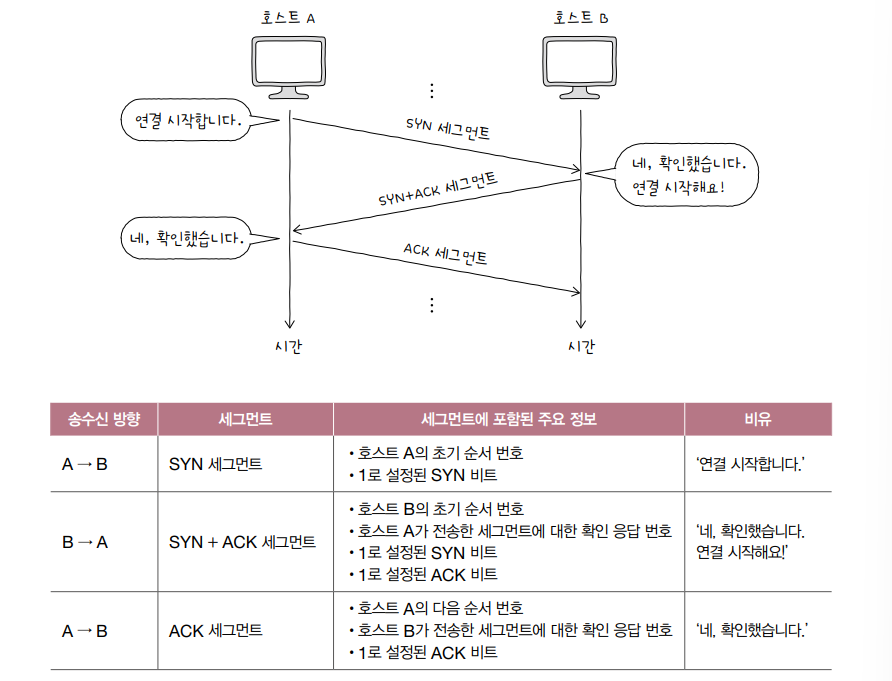 호스트 A
호스트 B
연결 시작합니다.
SYN 세그먼트
네, 확인했습니다.
연결 시작해요!
SYN+ACK 세그먼트
네, 확인했습니다.
ACK 세그먼트
시간
시간
송수신 방향
세그먼트
세그먼트에 포함된 주요 정보
비유
A → B
SYN 세그먼트
• 호스트 A의 초기 순서 번호
• 1로 설정된 SYN 비트
‘연결 시작합니다.’
B → A
SYN + ACK 세그먼트
• 호스트 B의 초기 순서 번호
• 호스트 A가 전송한 세그먼트에 대한 확인 응답 번호
• 1로 설정된 SYN 비트
• 1로 설정된 ACK 비트
‘네, 확인했습니다.
연결 시작해요!’
A → B
ACK 세그먼트
• 호스트 A의 다음 순서 번호
• 호스트 B가 전송한 세그먼트에 대한 확인 응답 번호
• 1로 설정된 ACK 비트
‘네, 확인했습니다.’